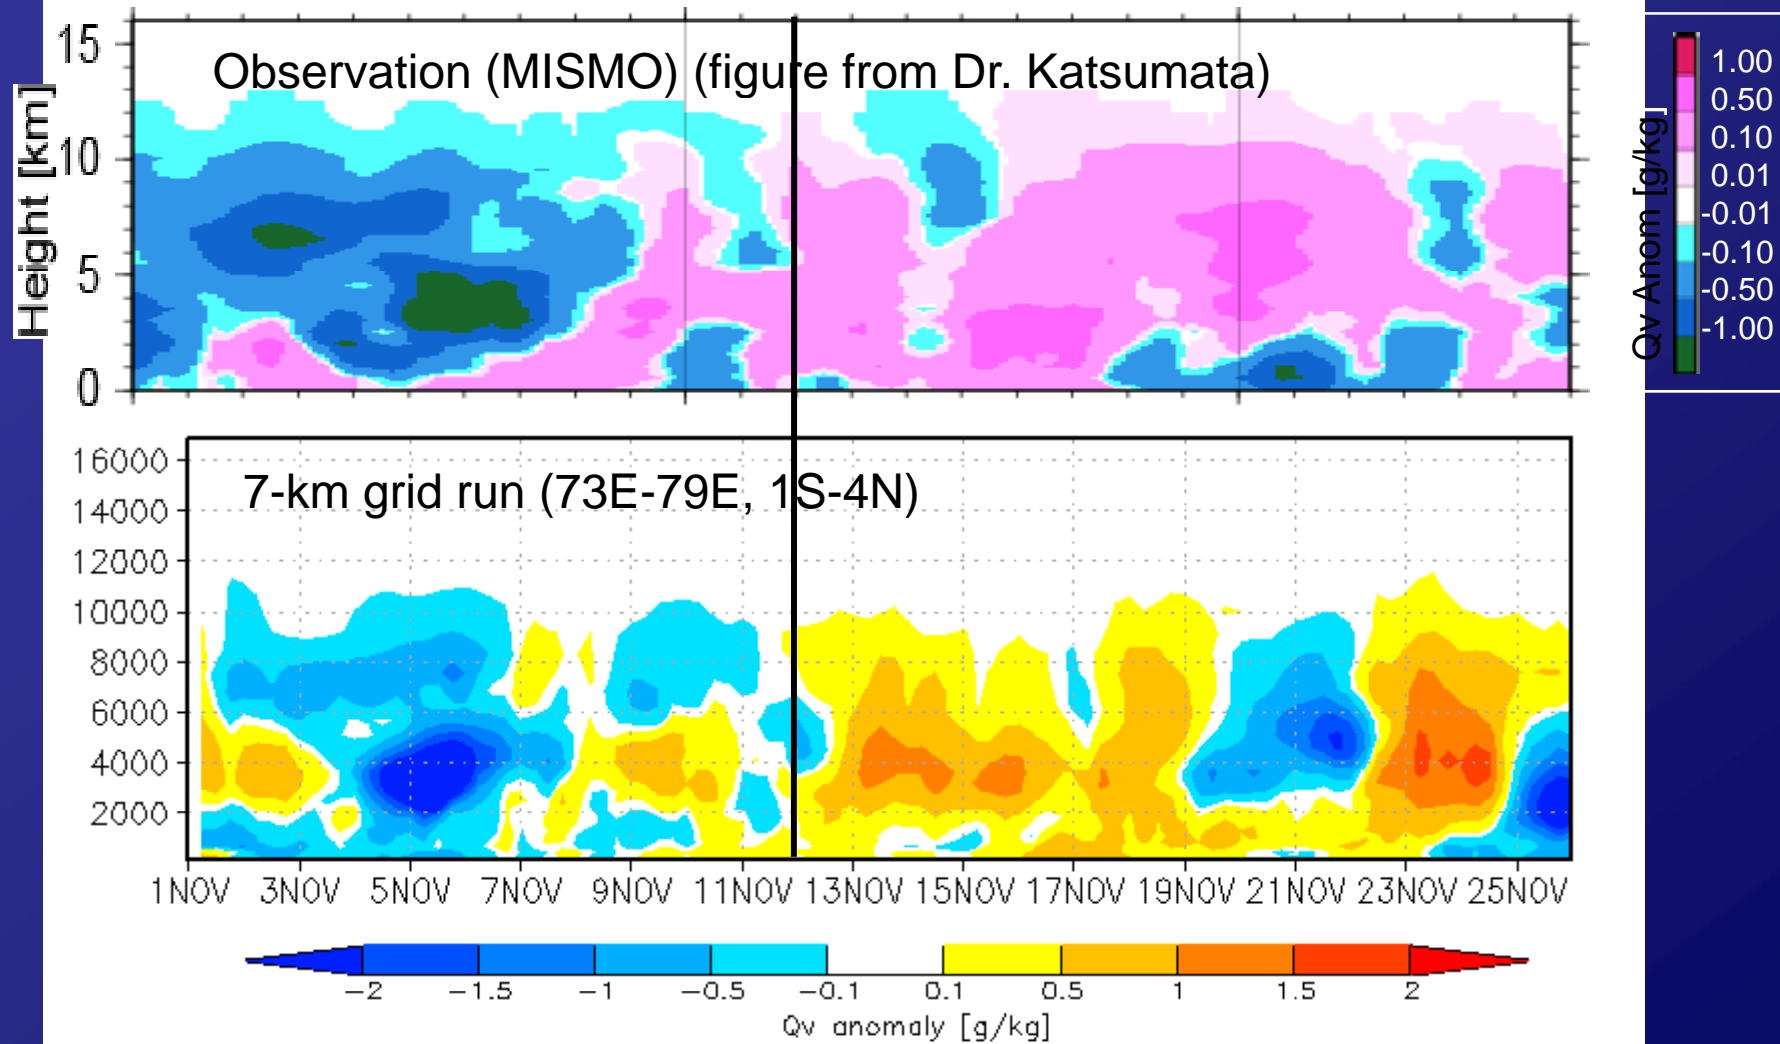 Observation (MISMO) (figure from Dr. Katsumata)
Height [km]
15
10
5
0
Qv Anom [g/kg]
1.00
0.50
0.10
0.01
-0.01
-0.10
-0.50
-1.00
7-km grid run (73E-79E, 1S-4N)
16000
14000
12000
10000
8000
6000
4000
2000
1NOV 3NOV 5NOV 7NOV 9NOV 11NOV 13NOV 15NOV 17NOV 19NOV 21NOV 23NOV 25NOV
−2 −1.5 −1 −0.5 −0.1 0.1 0.5 1 1.5 2
Qv anomaly [g/kg]